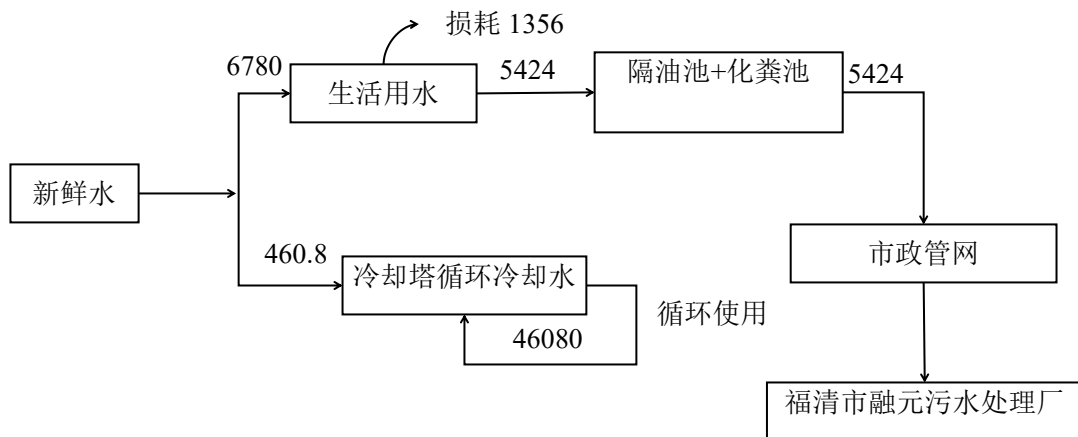 损耗 1356
6780
生活用水
5424
隔油池+化粪池
5424
新鲜水
市政管网
460.8
冷却塔循环冷却水
循环使用
46080
福清市融元污水处理厂